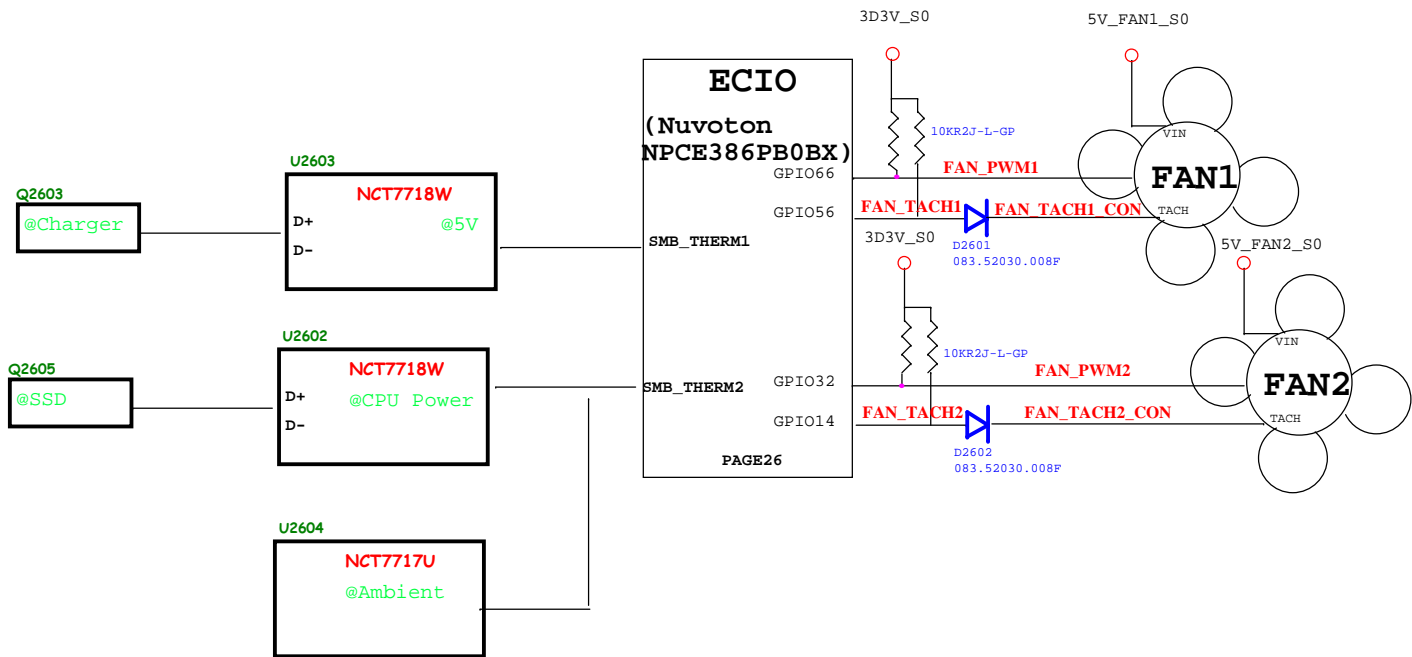 3D3V_S0
5V_FAN1_S0
ECIO
(Nuvoton
NPCE386PB0BX)
10KR2J-L-GP
VIN
U2603
NCT7718W
Q2603
@Charger
D+
@5V
D-
GPIO66
FAN_PWM1
FAN1
GPIO56
FAN_TACH1
FAN_TACH1_CON
TACH
SMB_THERM1
3D3V_S0
D2601
083.52030.008F
5V_FAN2_S0
U2602
NCT7718W
10KR2J-L-GP
VIN
Q2605
@SSD
D+
@CPU Power
D-
SMB_THERM2
GPIO32
FAN_PWM2
FAN2
GPIO14
FAN_TACH2
FAN_TACH2_CON
TACH
D2602
083.52030.008F
PAGE26
U2604
NCT7717U
@Ambient